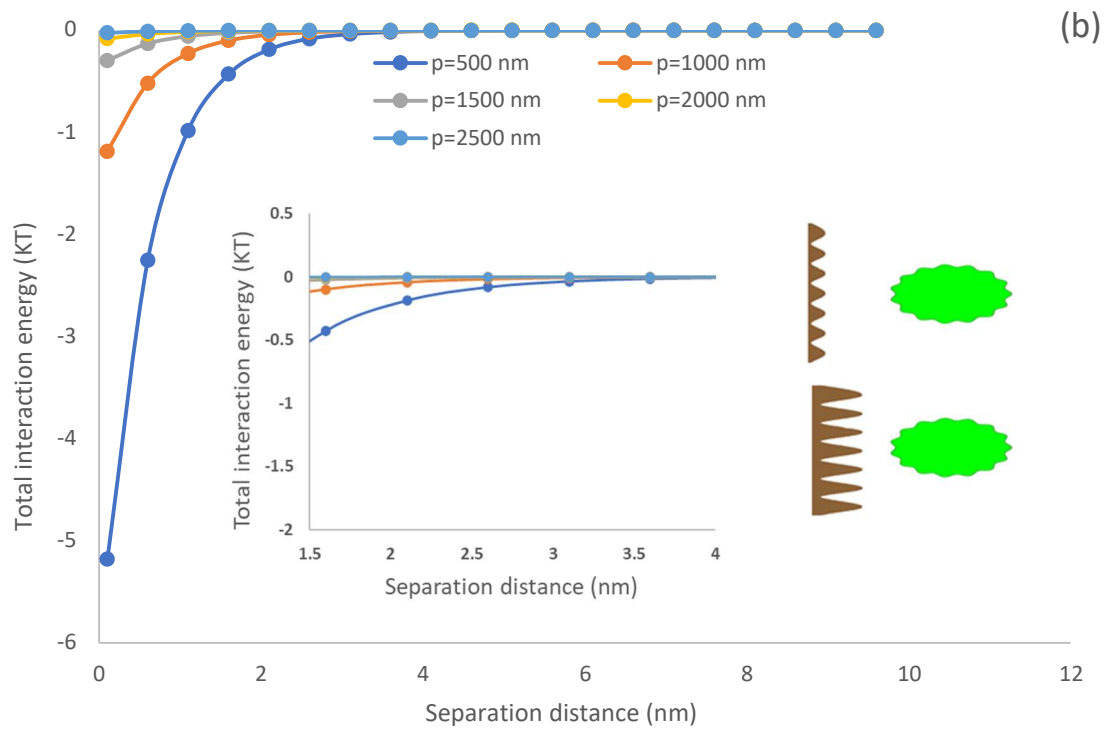 (b)
0
-1
-2
-3
-4
-5
-6
Total interaction energy (KT)
p=500 nm p=1000 nm
p=1500 nm p=2000 nm
p=2500 nm
0.5
0
-0.5
-1
-1.5
-2
Total interaction energy (KT)
1.5 2 2.5 3 3.5 4
Separation distance (nm)
0 2 4 6 8 10 12
Separation distance (nm)